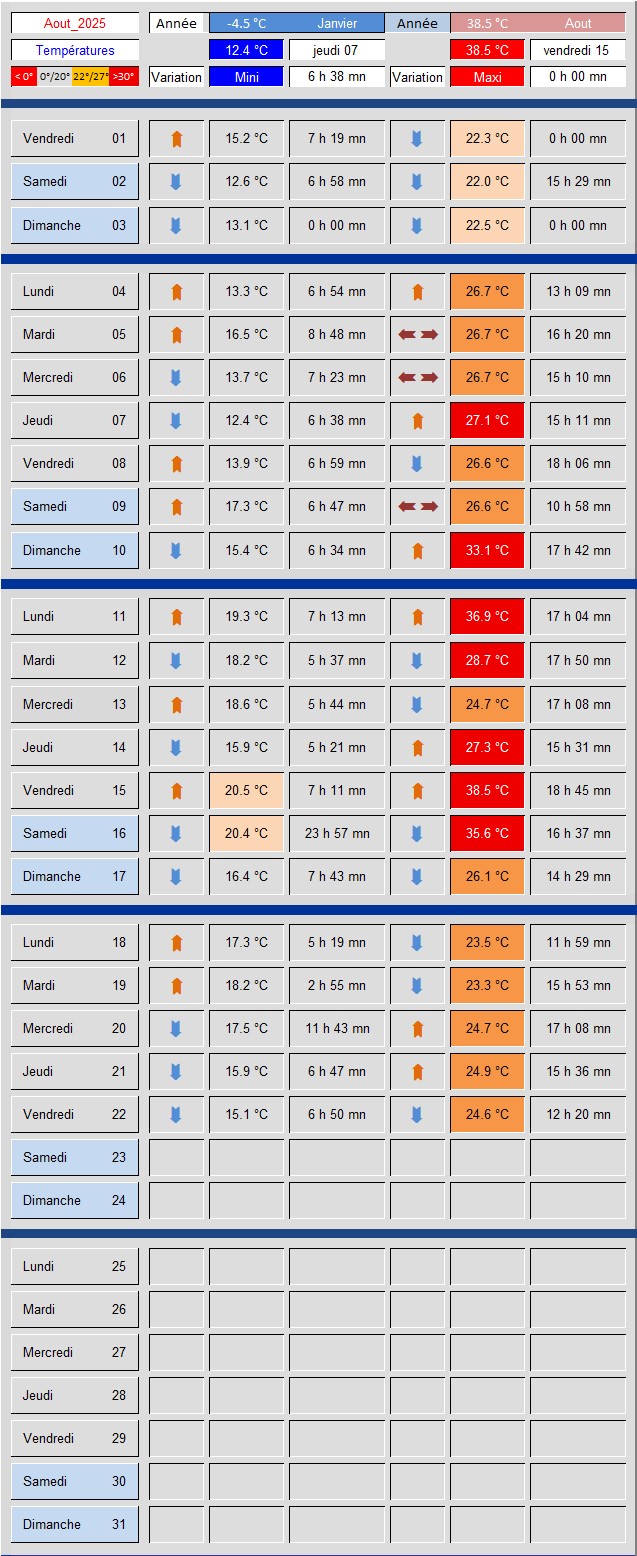 Aout_2025 Année -4.5 °C Janvier Année 38.5 °C Aout
Températures 12.4 °C jeudi 07 38.5 °C vendredi 15
< 0° 0°/20° 22°/27° >30° Variation Mini 6 h 38 mn Variation Maxi 0 h 00 mn
Vendredi 01 15.2 °C 7 h 19 mn 22.3 °C 0 h 00 mn
Samedi 02 12.6 °C 6 h 58 mn 22.0 °C 15 h 29 mn
Dimanche 03 13.1 °C 0 h 00 mn 22.5 °C 0 h 00 mn
Lundi 04 13.3 °C 6 h 54 mn 26.7 °C 13 h 09 mn
Mardi 05 16.5 °C 8 h 48 mn 26.7 °C 16 h 20 mn
Mercredi 06 13.7 °C 7 h 23 mn 26.7 °C 15 h 10 mn
Jeudi 07 12.4 °C 6 h 38 mn 27.1 °C 15 h 11 mn
Vendredi 08 13.9 °C 6 h 59 mn 26.6 °C 18 h 06 mn
Samedi 09 17.3 °C 6 h 47 mn 26.6 °C 10 h 58 mn
Dimanche 10 15.4 °C 6 h 34 mn 33.1 °C 17 h 42 mn
Lundi 11 19.3 °C 7 h 13 mn 36.9 °C 17 h 04 mn
Mardi 12 18.2 °C 5 h 37 mn 28.7 °C 17 h 50 mn
Mercredi 13 18.6 °C 5 h 44 mn 24.7 °C 17 h 08 mn
Jeudi 14 15.9 °C 5 h 21 mn 27.3 °C 15 h 31 mn
Vendredi 15 20.5 °C 7 h 11 mn 38.5 °C 18 h 45 mn
Samedi 16 20.4 °C 23 h 57 mn 35.6 °C 16 h 37 mn
Dimanche 17 16.4 °C 7 h 43 mn 26.1 °C 14 h 29 mn
Lundi 18 17.3 °C 5 h 19 mn 23.5 °C 11 h 59 mn
Mardi 19 18.2 °C 2 h 55 mn 23.3 °C 15 h 53 mn
Mercredi 20 17.5 °C 11 h 43 mn 24.7 °C 17 h 08 mn
Jeudi 21 15.9 °C 6 h 47 mn 24.9 °C 15 h 36 mn
Vendredi 22 15.1 °C 6 h 50 mn 24.6 °C 12 h 20 mn
Samedi 23
Dimanche 24
Lundi 25
Mardi 26
Mercredi 27
Jeudi 28
Vendredi 29
Samedi 30
Dimanche 31